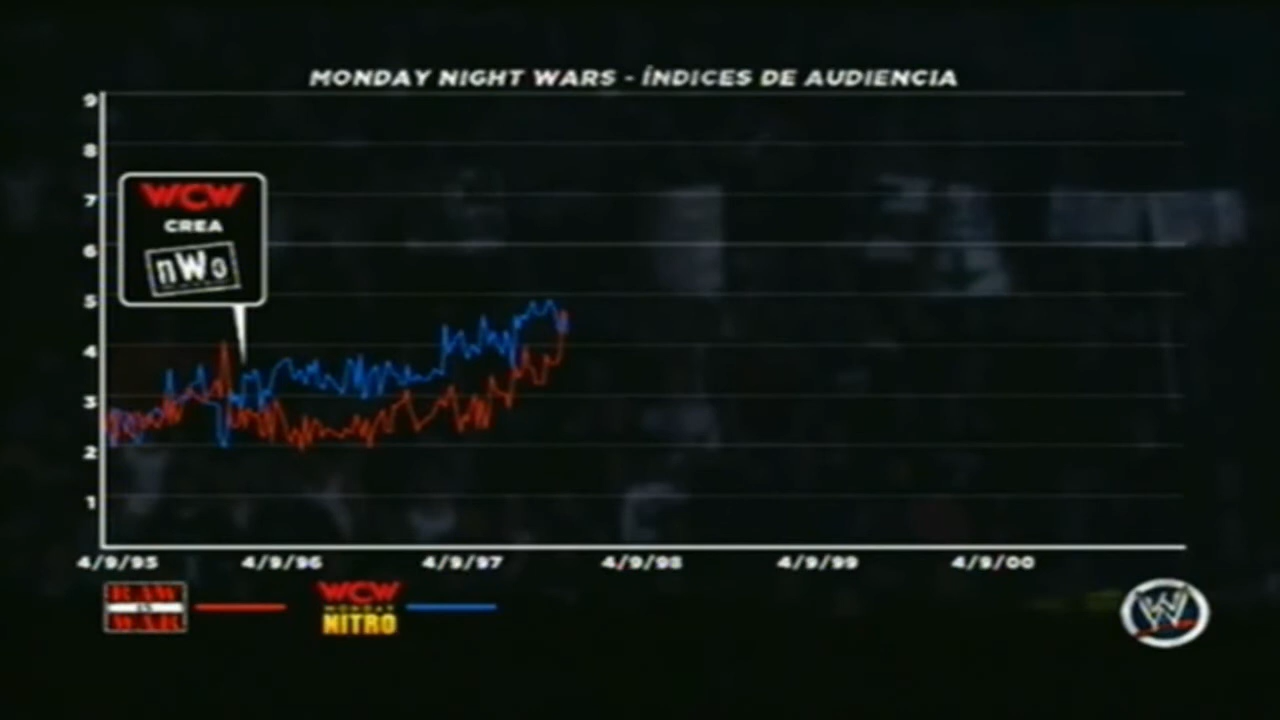 MONDAY NIGHT WARS - ÍNDICES DE AUDIENCIA
9
8
7
6
5
4
3
2
1
WCW
CREA
nWo
4/9/95
4/9/96
4/9/97
4/9/98
4/9/99
4/9/00
RAW
IS
WAR
WCW
MONDAY
NITRO
W